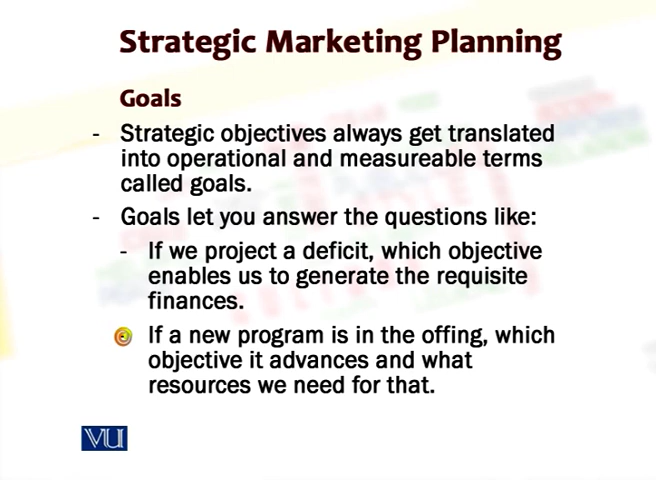 Strategic Marketing Planning
Goals
- Strategic objectives always get translated
into operational and measureable terms
called goals.
- Goals let you answer the questions like:
- If we project a deficit, which objective
enables us to generate the requisite
finances.
If a new program is in the offing, which
objective it advances and what
resources we need for that.
VU